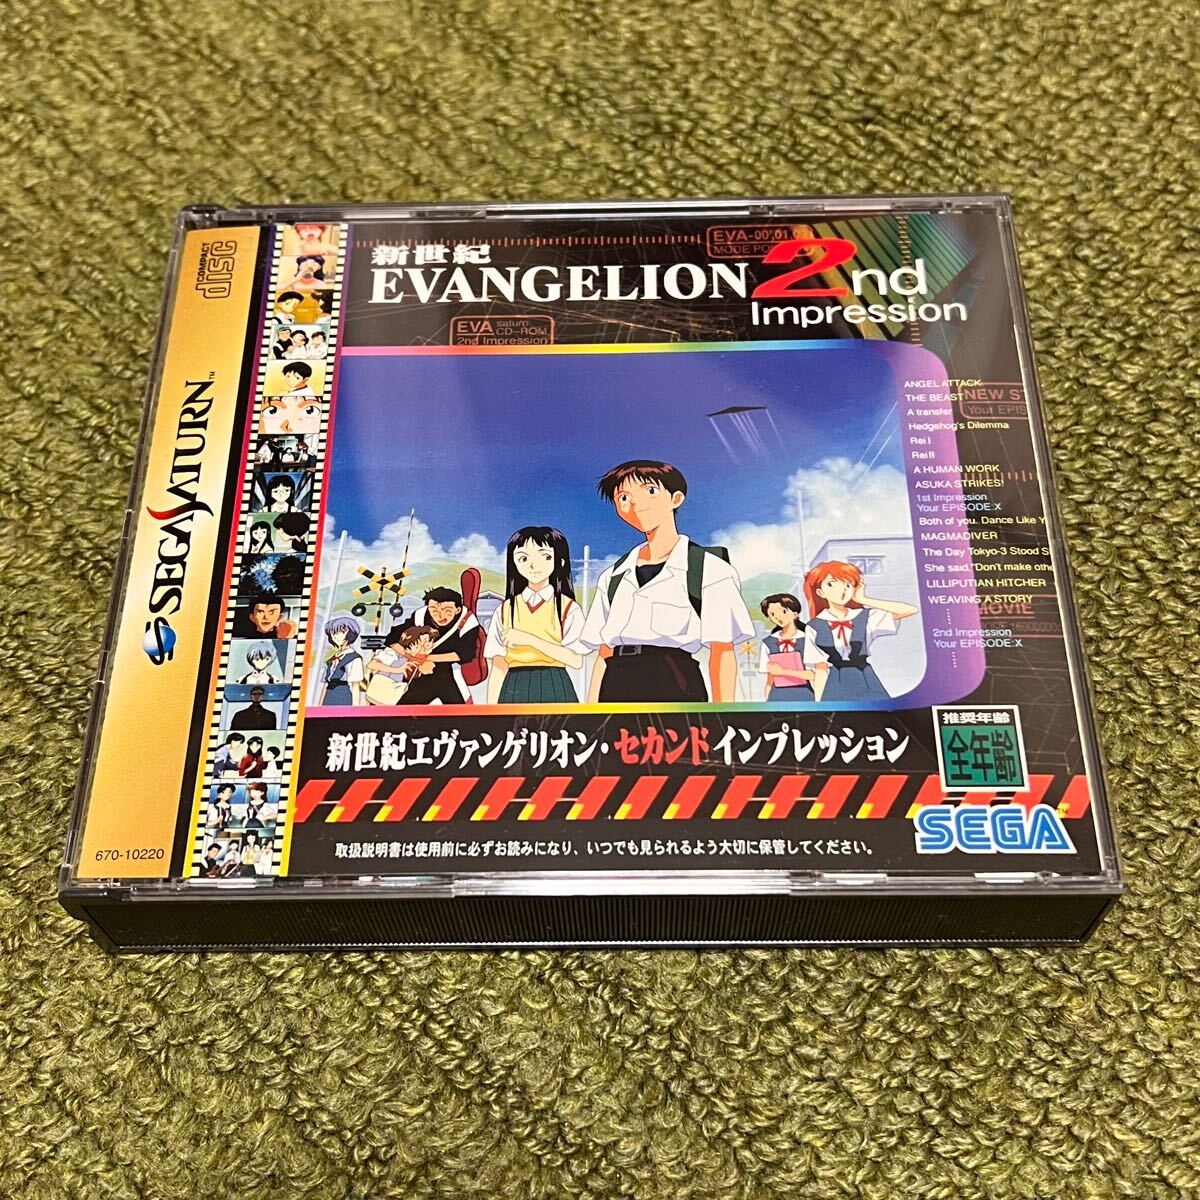 COMPACT
disc
SEGA SATURN™
670-10220
新世紀
EVANGELION 2nd
Impression
EVA-00'01.02
EVA saturn
CD-ROM
2nd Impression
ANGEL ATTACK
THE BEAST
A transfer
Hedgehog's Dilemma
Rei I
Rei II
A HUMAN WORK
ASUKA STRIKES!
1st Impression
Your EPISODE:X
Both of you, Dance Like Y
MAGMADIVER
The Day Tokyo-3 Stood S
She said,"Don't make othe
LILLIPUTIAN HITCHER
WEAVING A STORY
2nd Impression
Your EPISODE:X
NEW S
Your EPIS
MOVIE
新世紀エヴァンゲリオン・セカンドインプレッション
推奨年齢
全年齢
SEGA
取扱説明書は使用前に必ずお読みになり、いつでも見られるよう大切に保管してください。